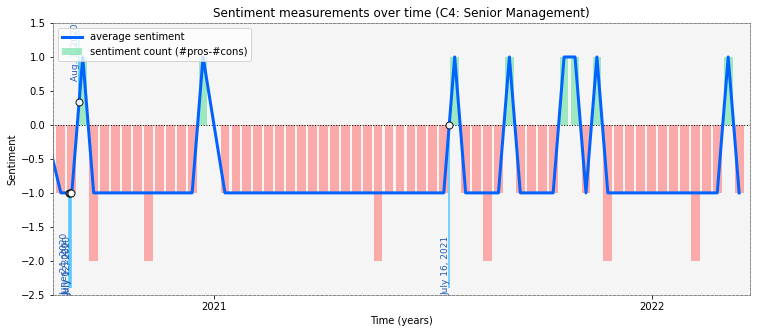 Sentiment measurements over time (C4: Senior Management)
average sentiment
sentiment count (#pros-#cons)
1.5
1.0
0.5
0.0
−0.5
−1.0
−1.5
−2.0
−2.5
Sentiment
July 16, 2021
2021
2022
Time (years)